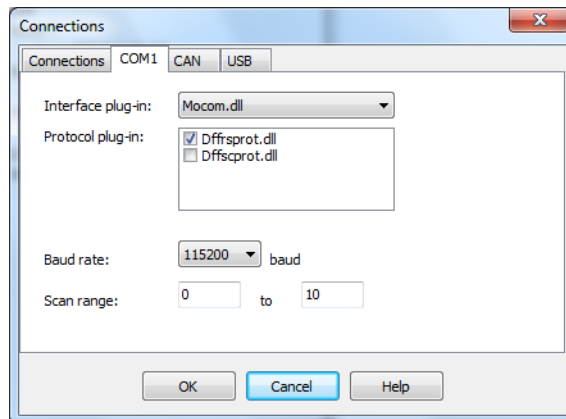 Connections
Connections COM1 CAN USB
Interface plug-in: Mocom.dll
Protocol plug-in: Dffrsprot.dll
Dffscprot.dll
Baud rate: 115200 baud
Scan range: 0 to 10
OK Cancel Help